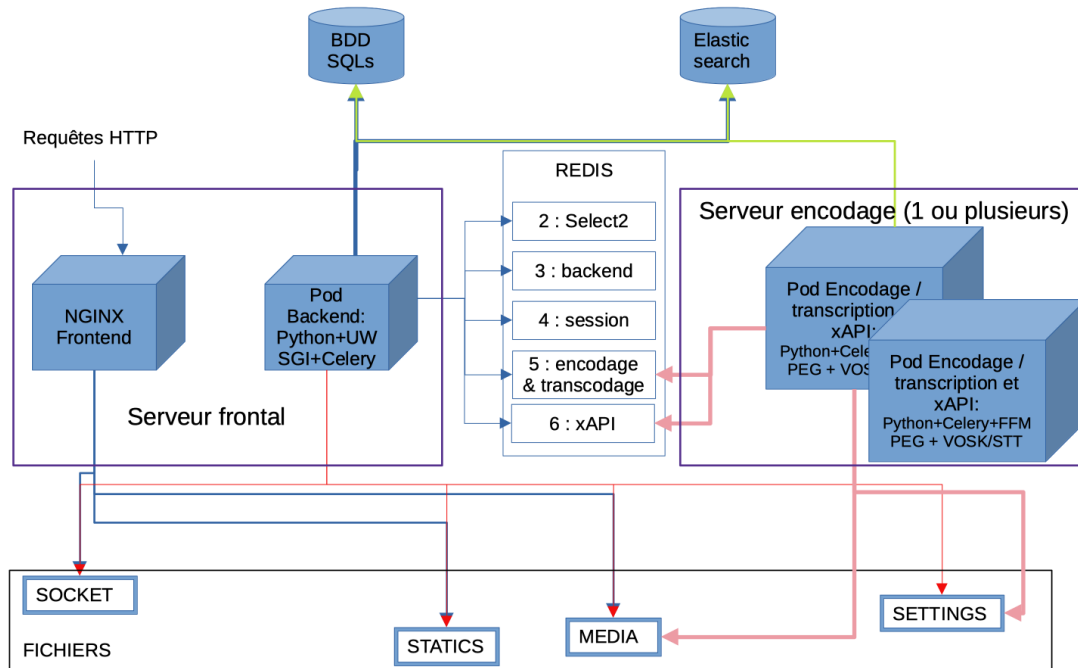 BDD
SQLs
Elastic
search
Requêtes HTTP
REDIS
2 : Select2
3 : backend
4 : session
5 : encodage
& transcodage
6 : xAPI
NGINX
Frontend
Pod
Backend:
Python+UW
SGI+Celery
Serveur frontal
Serveur encodage (1 ou plusieurs)
Pod Encodage /
transcription
xAPI:
Python+Cele
PEG + VOSK
Pod Encodage /
transcription et
xAPI:
Python+Celery+FFM
PEG + VOSK/STT
SOCKET
STATICS
MEDIA
SETTINGS
FICHIERS